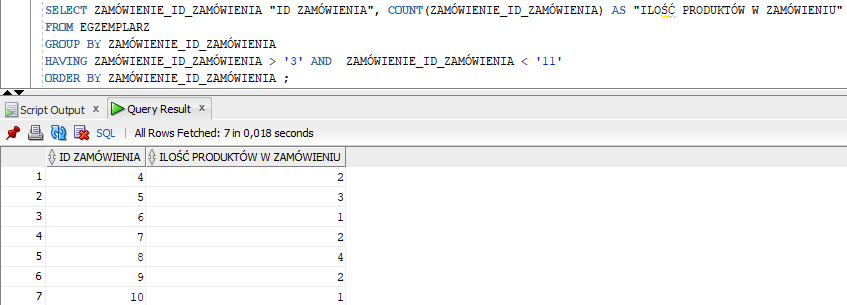 SELECT ZAMÓWIENIE_ID_ZAMÓWIENIA "ID ZAMÓWIENIA", COUNT(ZAMÓWIENIE_ID_ZAMÓWIENIA) AS "ILOŚĆ PRODUKTÓW W ZAMÓWIENIU"
FROM EGZEMPLARZ
GROUP BY ZAMÓWIENIE_ID_ZAMÓWIENIA
HAVING ZAMÓWIENIE_ID_ZAMÓWIENIA > '3' AND  ZAMÓWIENIE_ID_ZAMÓWIENIA < '11'
ORDER BY ZAMÓWIENIE_ID_ZAMÓWIENIA ;
Script Output x Query Result x
SQL | All Rows Fetched: 7 in 0,018 seconds
ID ZAMÓWIENIA ILOŚĆ PRODUKTÓW W ZAMÓWIENIU
1 4 2
2 5 3
3 6 1
4 7 2
5 8 4
6 9 2
7 10 1